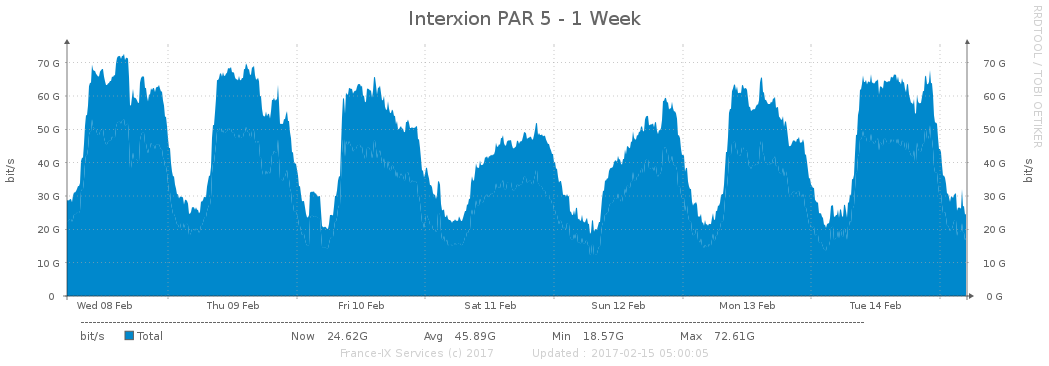 Interxion PAR 5 - 1 Week
RRDTOOL / TOBI OETIKER
bit/s
bit/s
70 G 70 G
60 G 60 G
50 G 50 G
40 G 40 G
30 G 30 G
20 G 20 G
10 G 10 G
0 0 G
Wed 08 Feb Thu 09 Feb Fri 10 Feb Sat 11 Feb Sun 12 Feb Mon 13 Feb Tue 14 Feb
bit/s Total Now 24.62G Avg 45.89G Min 18.57G Max 72.61G
France-IX Services (c) 2017 Updated : 2017-02-15 05:00:05